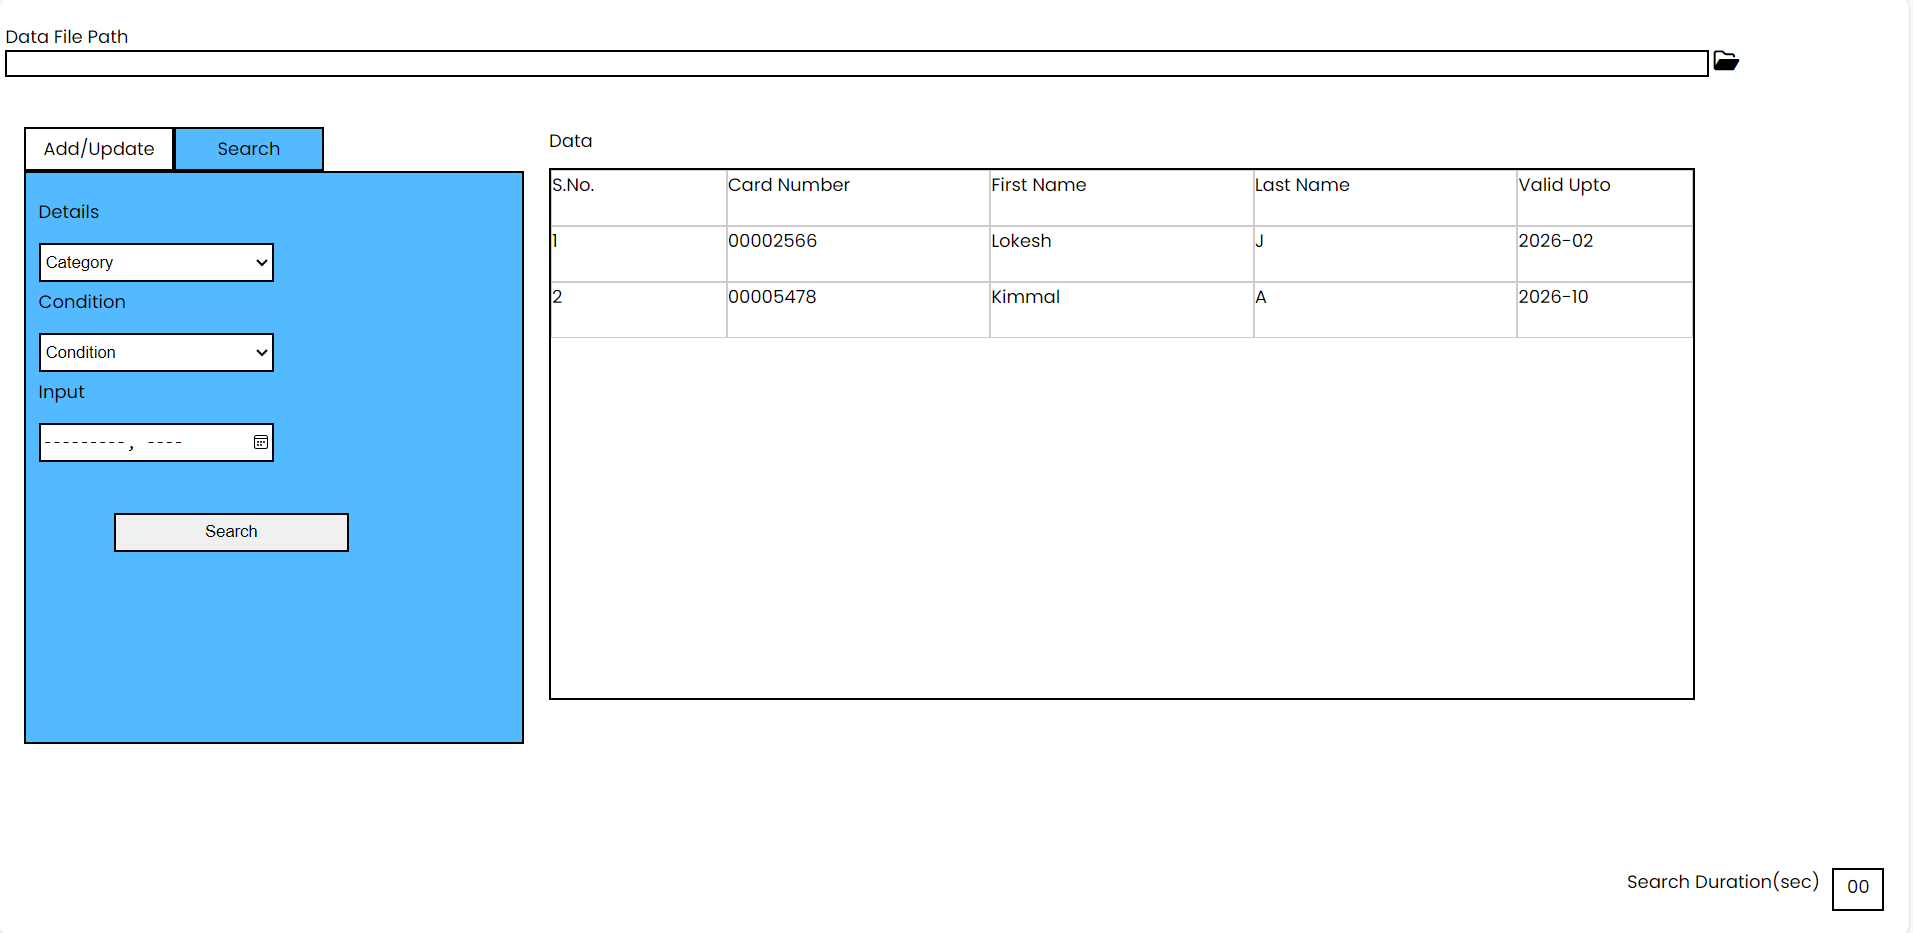 Data File Path
Add/Update Search
Details
Category
Condition
Condition
Input
---------, ----
Search
Data
S.No. Card Number First Name Last Name Valid Upto
1 00002566 Lokesh J 2026-02
2 00005478 Kimmal A 2026-10
Search Duration(sec) 00